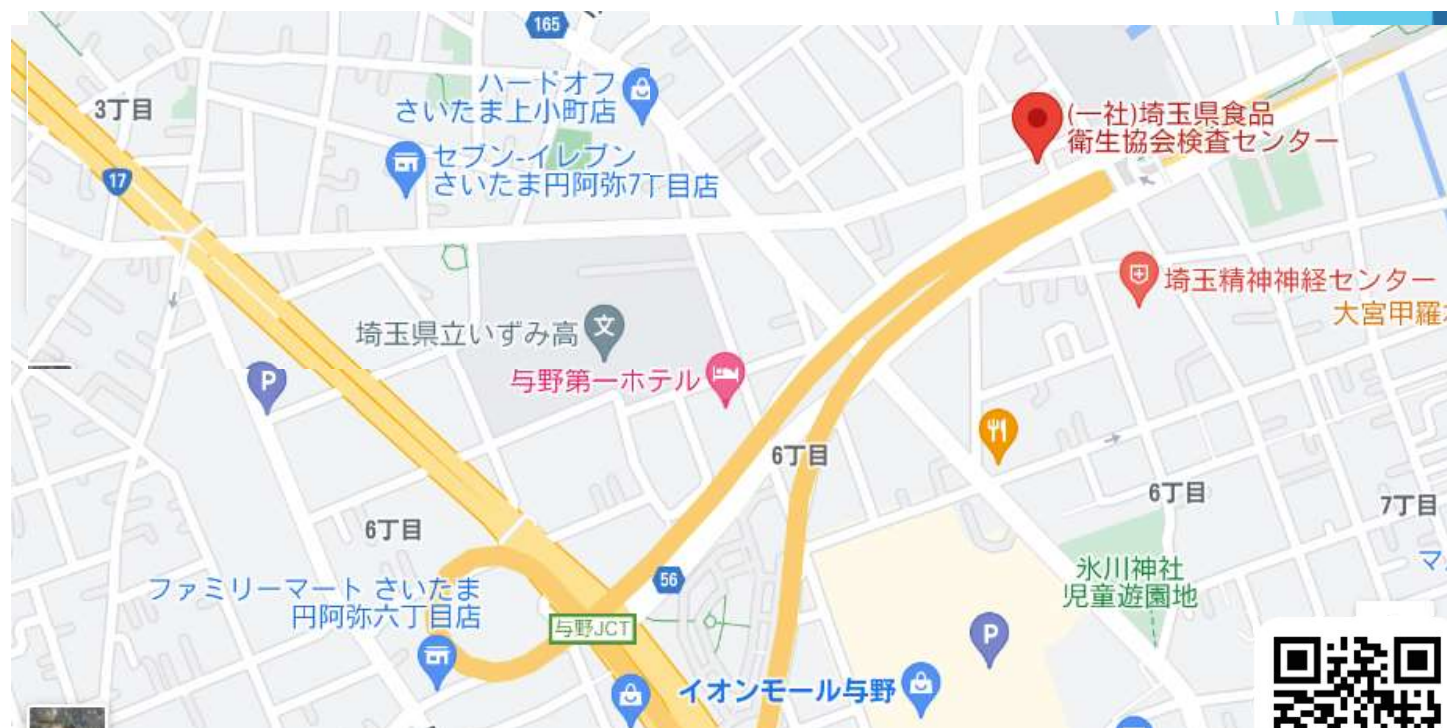 165
ハードオフ
さいたま上小町店
3丁目
(一社)埼玉県食品
衛生協会検査センター
セブン-イレブン
さいたま円阿弥7丁目店
17
埼玉精神神経センター
大宮甲羅
埼玉県立いずみ高
文
P
与野第一ホテル
6丁目
6丁目
7丁目
6丁目
56
氷川神社
児童遊園地
マ
ファミリーマート さいたま
円阿弥六丁目店
与野JCT
P
イオンモール与野